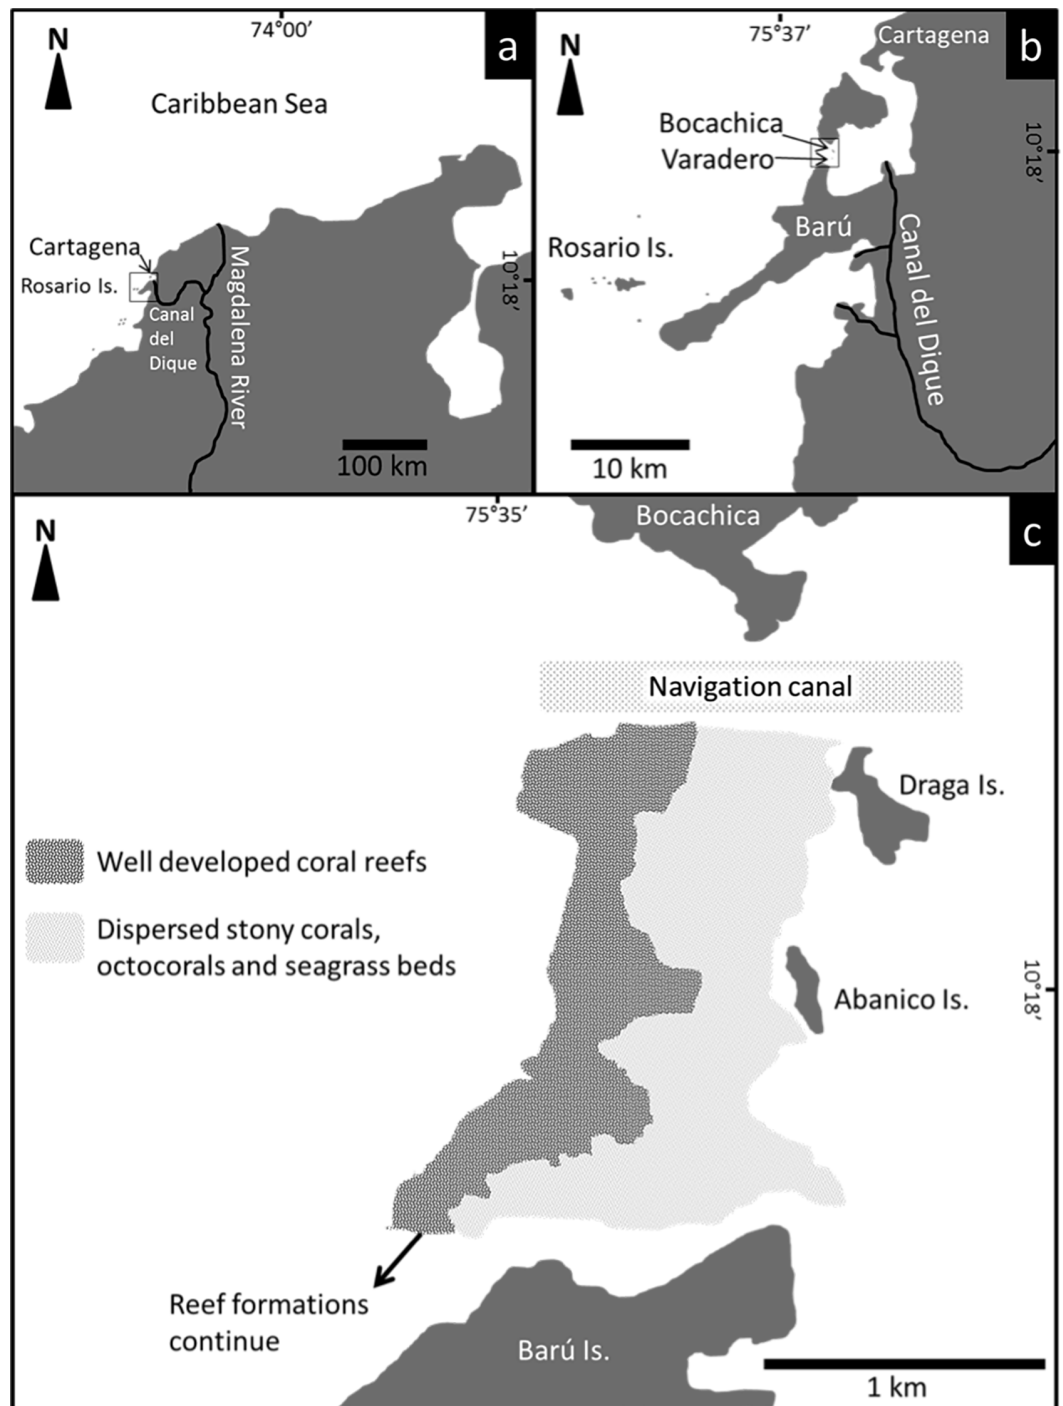 74°00’
a
N
Caribbean Sea
Cartagena
Rosario Is.
Canal
del
Dique
Magdalena River
10°18’
100 km
75°37’
b
N
Cartagena
Bocachica
Varadero
10°18’
Barú
Rosario Is.
Canal del Dique
10 km
75°35’
c
N
Bocachica
Navigation canal
Draga Is.
Well developed coral reefs
Dispersed stony corals,
octocorals and seagrass beds
10°18’
Abanico Is.
Reef formations
continue
Barú Is.
1 km